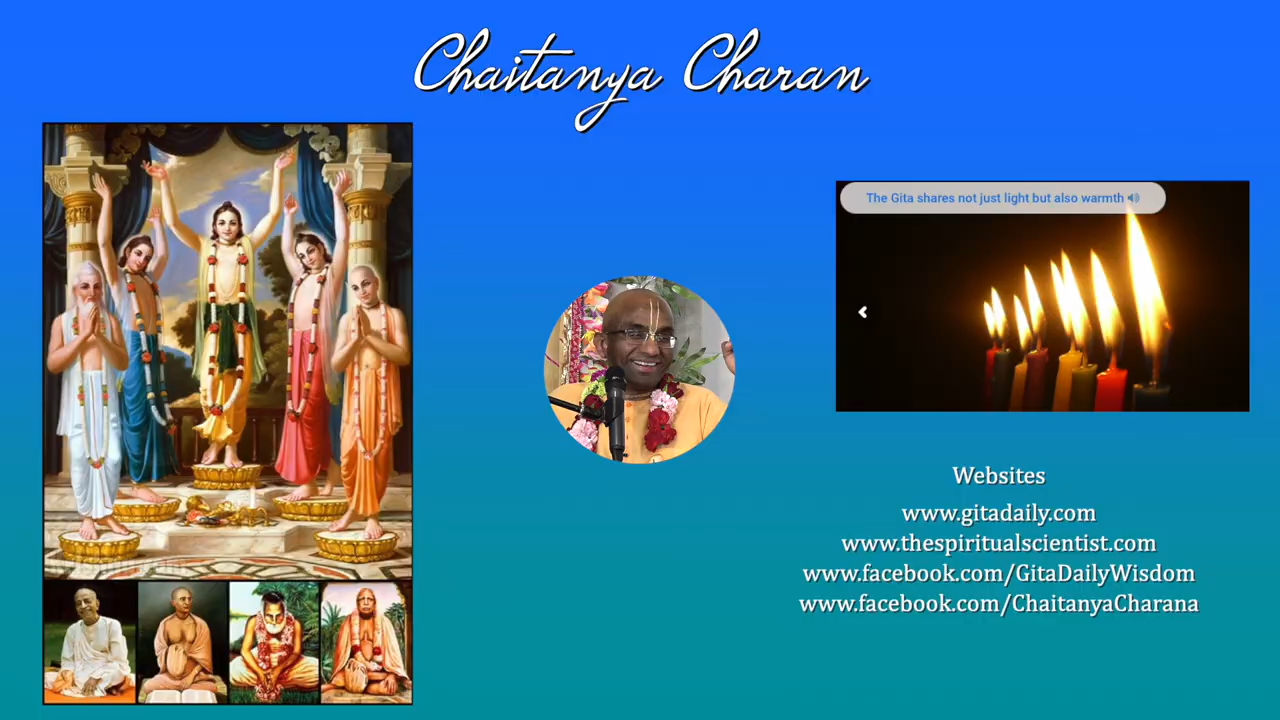 Chaitanya Charan
The Gita shares not just light but also warmth
Websites
www.gitadaily.com
www.thespiritualscientist.com
www.facebook.com/GitaDailyWisdom
www.facebook.com/ChaitanyaCharana